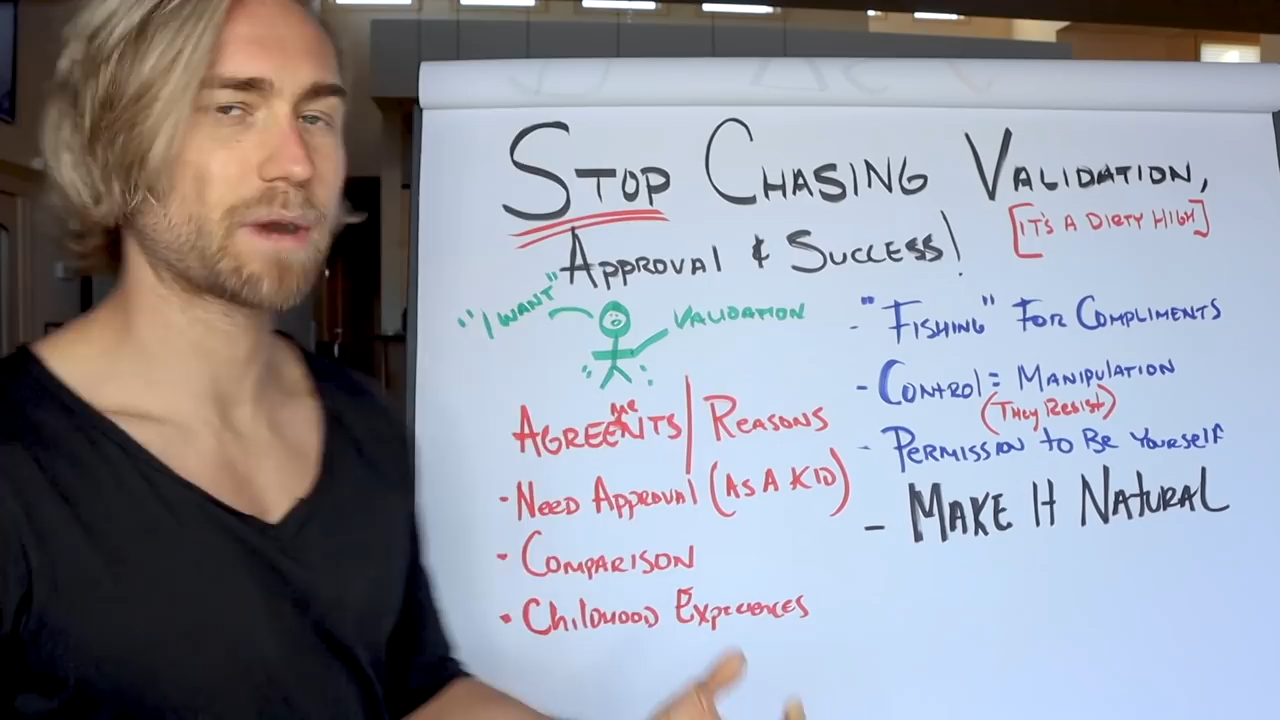 STOP CHASING VALIDATION,
[IT'S A DIRTY HIGH]
APPROVAL & SUCCESS!
"I WANT"
VALIDATION
AGREEMENTS | REASONS
- NEED APPROVAL (AS A KID)
- COMPARISON
- CHILDHOOD EXPERIENCES
- "FISHING" FOR COMPLIMENTS
- CONTROL = MANIPULATION
(THEY RESIST)
- PERMISSION TO BE YOURSELF
- MAKE IT NATURAL